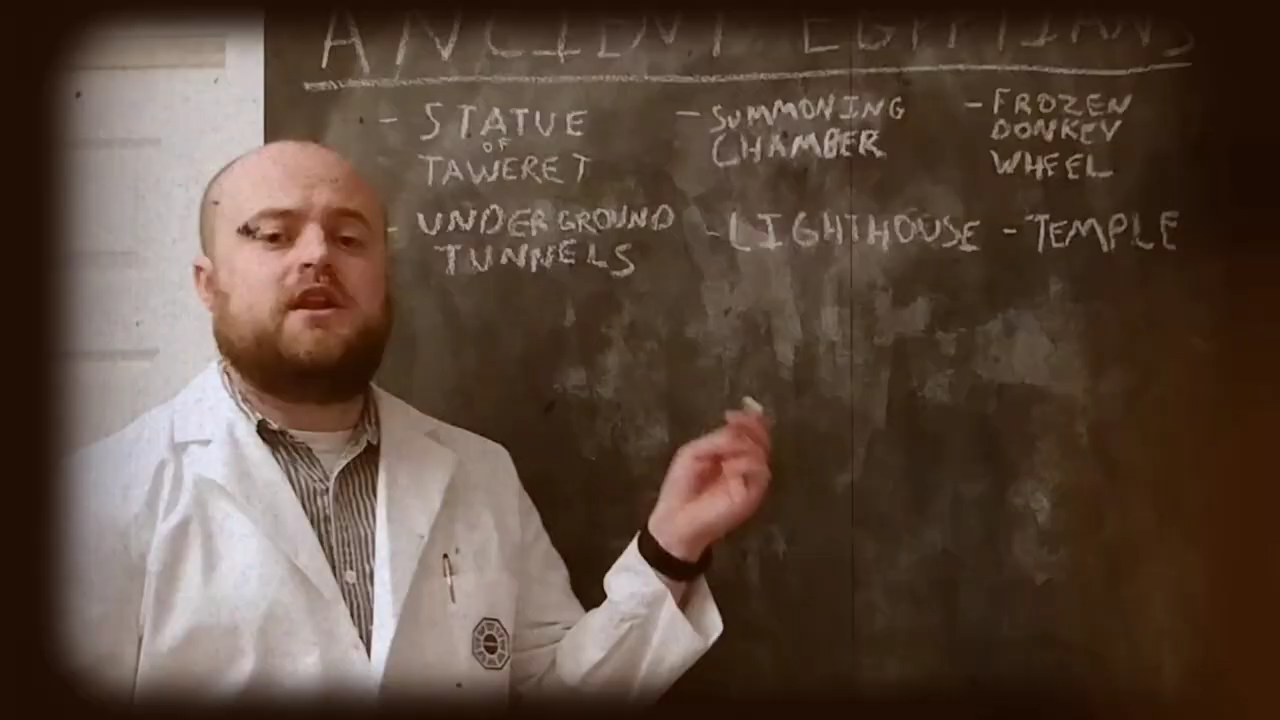 ANCIENT EGYPTIANS
- STATUE OF TAWERET
- SUMMONING CHAMBER
- FROZEN DONKEY WHEEL
- UNDERGROUND TUNNELS
- LIGHTHOUSE
- TEMPLE